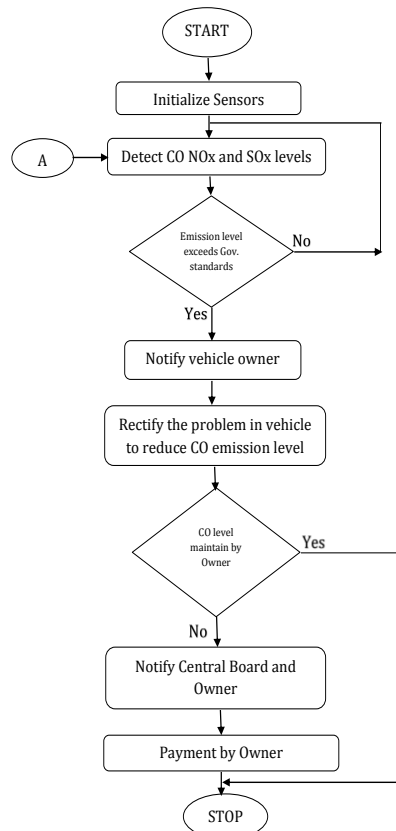 START
Initialize Sensors
A
Detect CO NOx and SOx levels
Emission level
exceeds Gov.
standards
No
Yes
Notify vehicle owner
Rectify the problem in vehicle
to reduce CO emission level
CO level
maintain by
Owner
Yes
No
Notify Central Board and
Owner
Payment by Owner
STOP